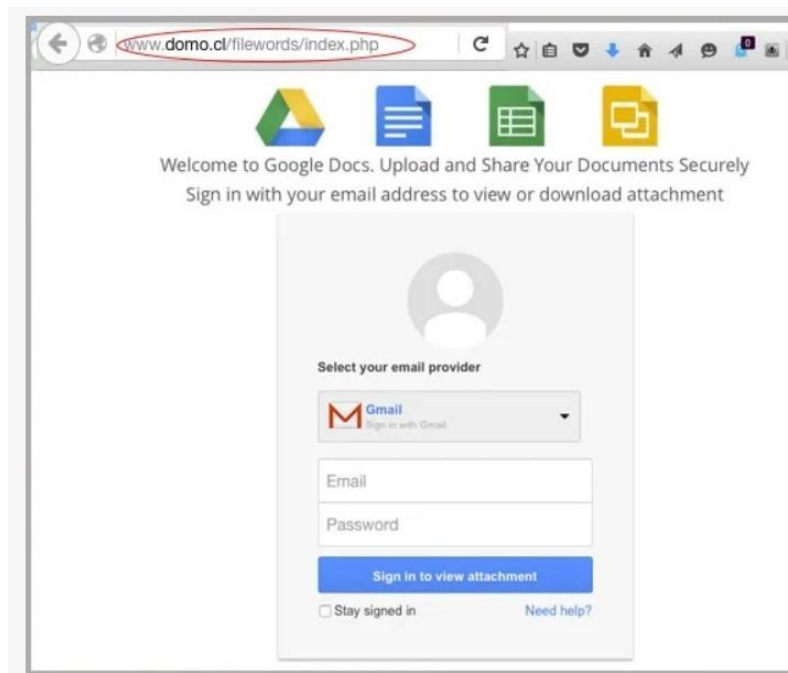 www.domo.cl/filewords/index.php
0
Welcome to Google Docs. Upload and Share Your Documents Securely
Sign in with your email address to view or download attachment
Select your email provider
Gmail
Sign in with Gmail
Email
Password
Sign in to view attachment
Stay signed in Need help?